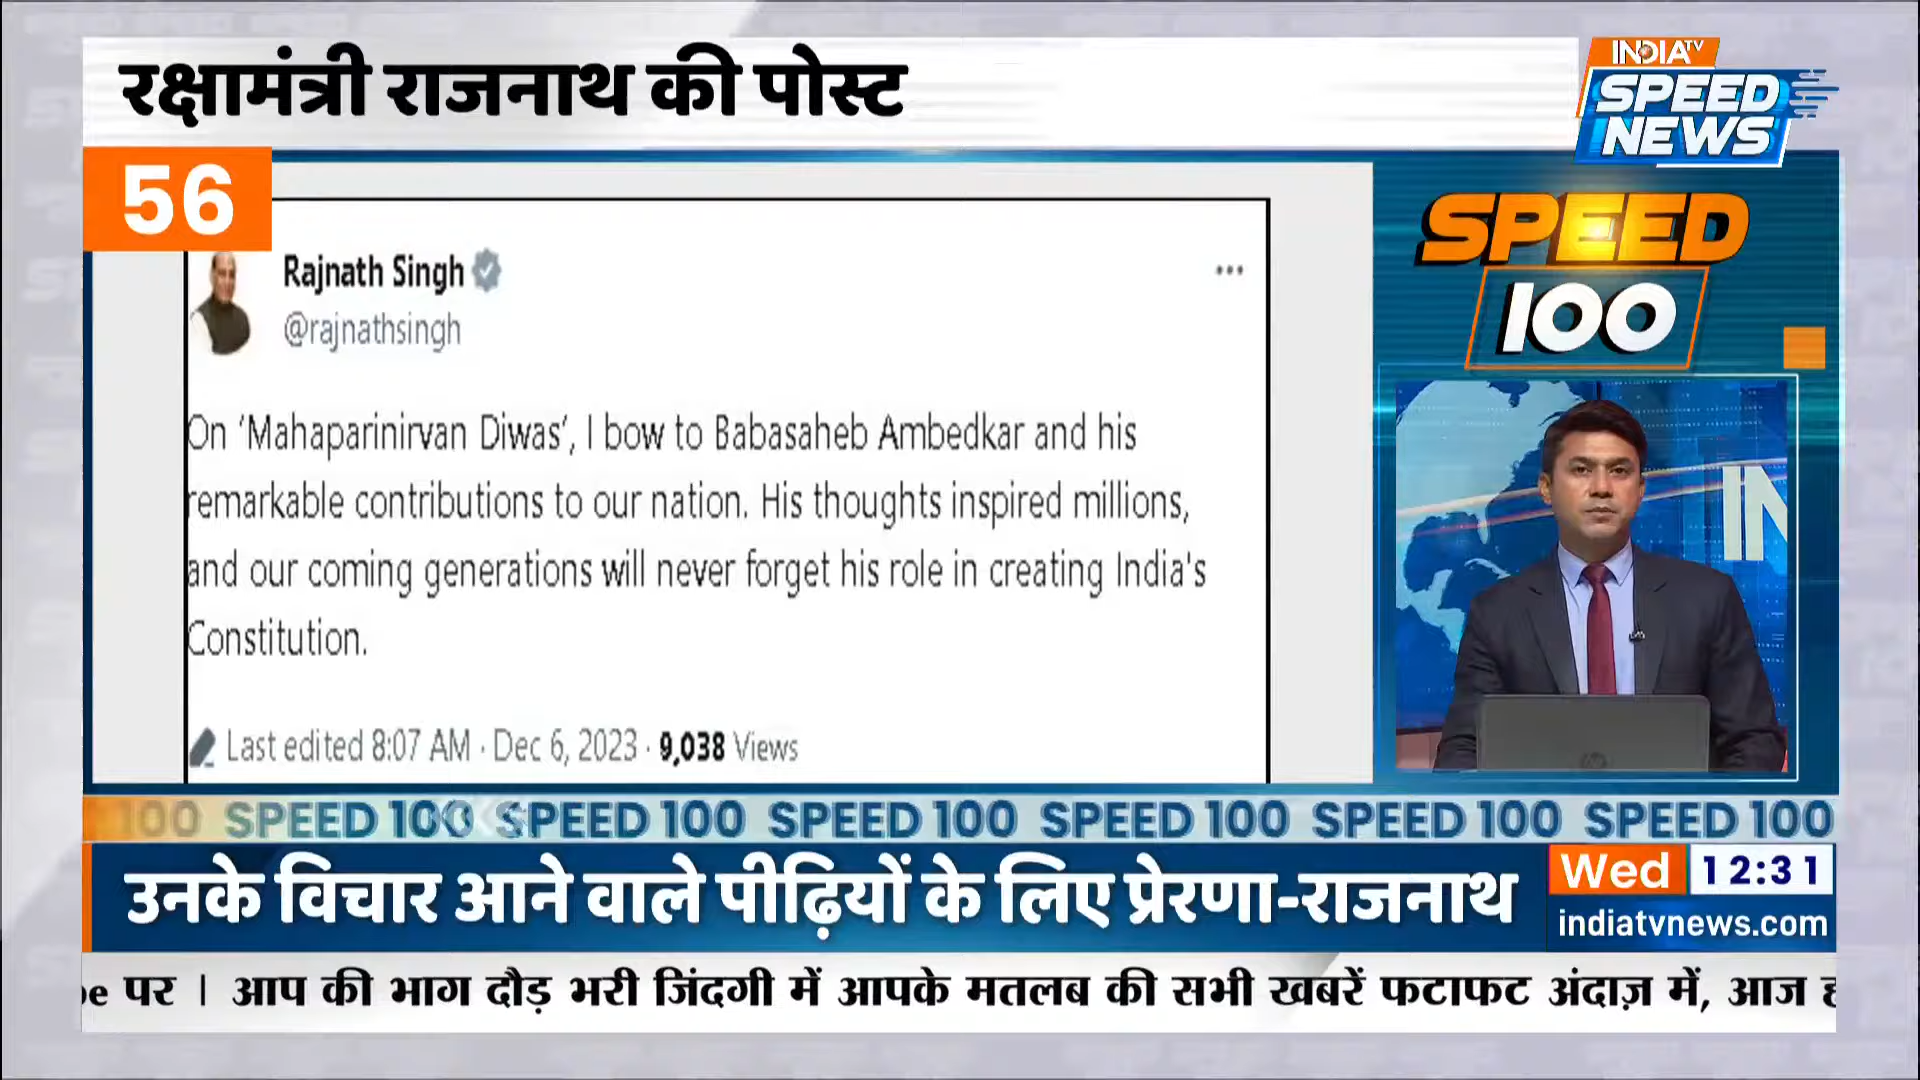 रक्षामंत्री राजनाथ की पोस्ट
INDIA TV
SPEED
NEWS
56
SPEED
100
Rajnath Singh
@rajnathsingh
On ‘Mahaparinirvan Diwas’, I bow to Babasaheb Ambedkar and his
remarkable contributions to our nation. His thoughts inspired millions,
and our coming generations will never forget his role in creating India's
Constitution.
Last edited 8:07 AM · Dec 6, 2023 · 9,038 Views
IN
100 SPEED 100 SPEED 100 SPEED 100 SPEED 100 SPEED 100 SPEED 100
उनके विचार आने वाले पीढ़ियों के लिए प्रेरणा-राजनाथ
Wed 12:31
indiatvnews.com
पर | आप की भाग दौड़ भरी जिंदगी में आपके मतलब की सभी खबरें फटाफट अंदाज़ में, आज